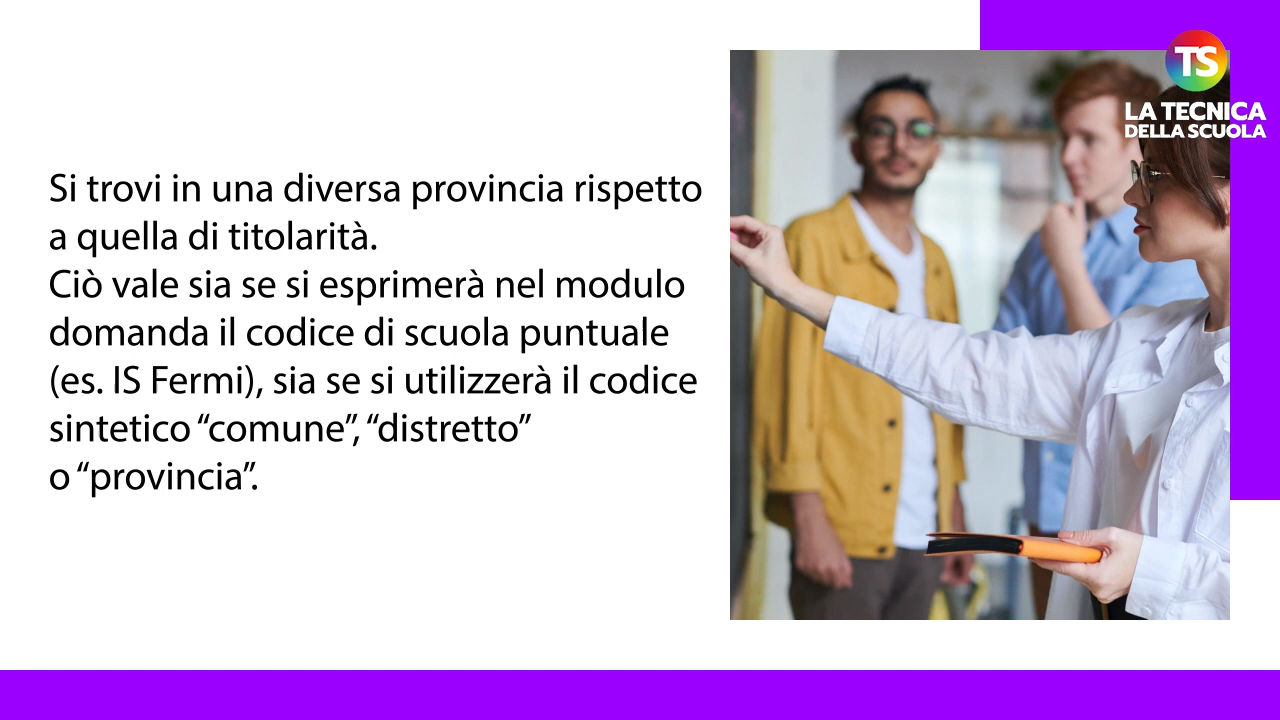 Si trovi in una diversa provincia rispetto
a quella di titolarità.
Ciò vale sia se si esprimerà nel modulo
domanda il codice di scuola puntuale
(es. IS Fermi), sia se si utilizzerà il codice
sintetico “comune”, “distretto”
o “provincia”.
TS
LA TECNICA
DELLA SCUOLA